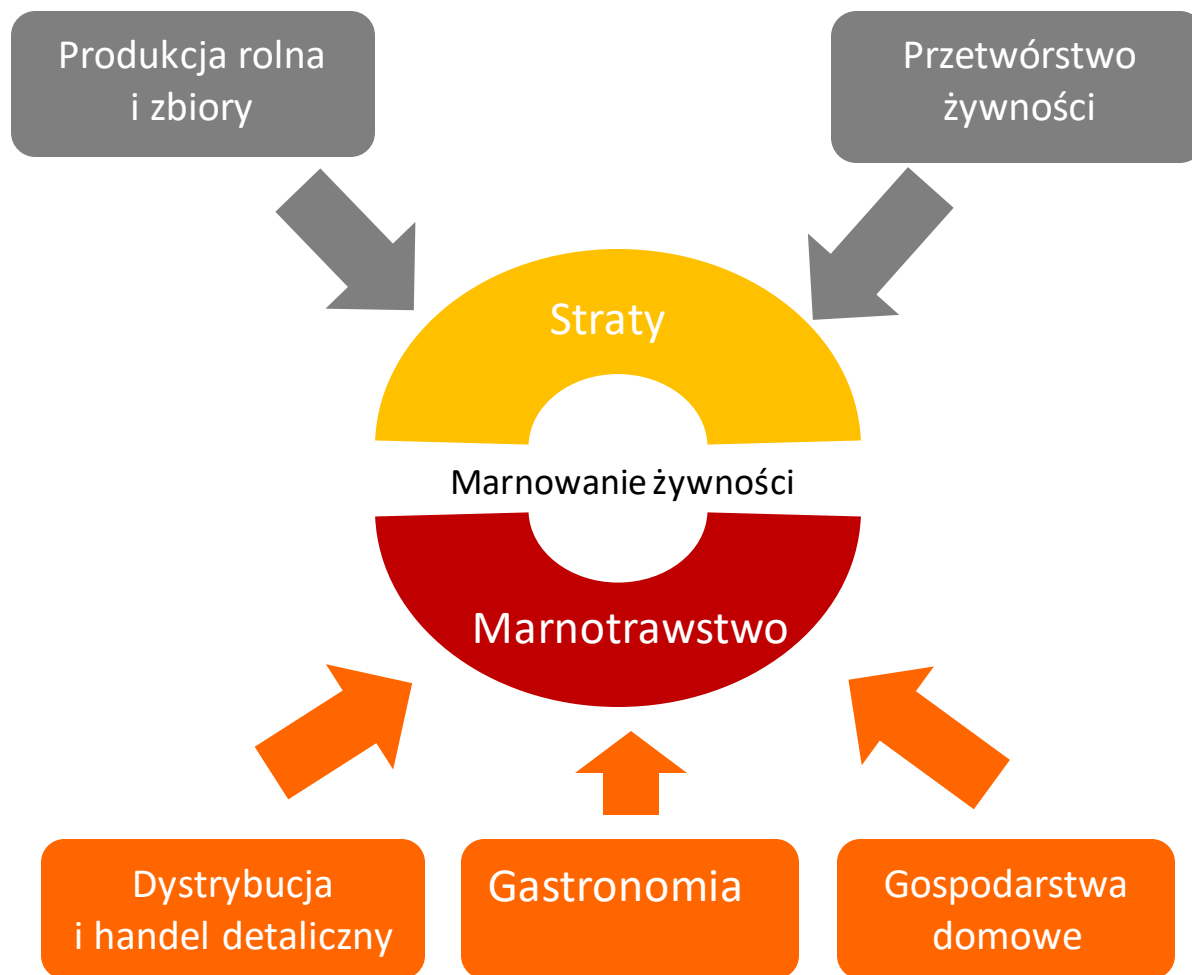 Produkcja rolna
i zbiory
Przetwórstwo
żywności
Straty
Marnowanie żywności
Marnotrawstwo
Dystrybucja
i handel detaliczny
Gastronomia
Gospodarstwa
domowe